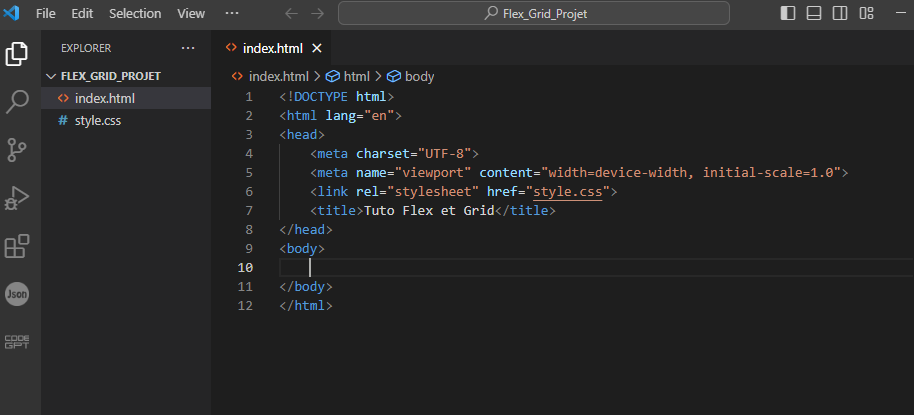 File Edit Selection View ... Flex_Grid_Projet
EXPLORER ...
FLEX_GRID_PROJET
index.html
style.css
Json
CODE
GPT
index.html
index.html > html > body
1 <!DOCTYPE html>
2 <html lang="en">
3 <head>
4 <meta charset="UTF-8">
5 <meta name="viewport" content="width=device-width, initial-scale=1.0">
6 <link rel="stylesheet" href="style.css">
7 <title>Tuto Flex et Grid</title>
8 </head>
9 <body>
10
11 </body>
12 </html>